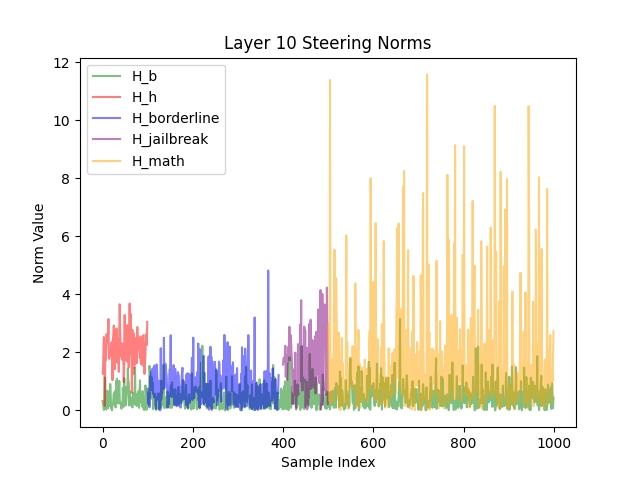 Layer 10 Steering Norms
H_b
H_h
H_borderline
H_jailbreak
H_math
Norm Value
12
10
8
6
4
2
0
0 200 400 600 800 1000
Sample Index